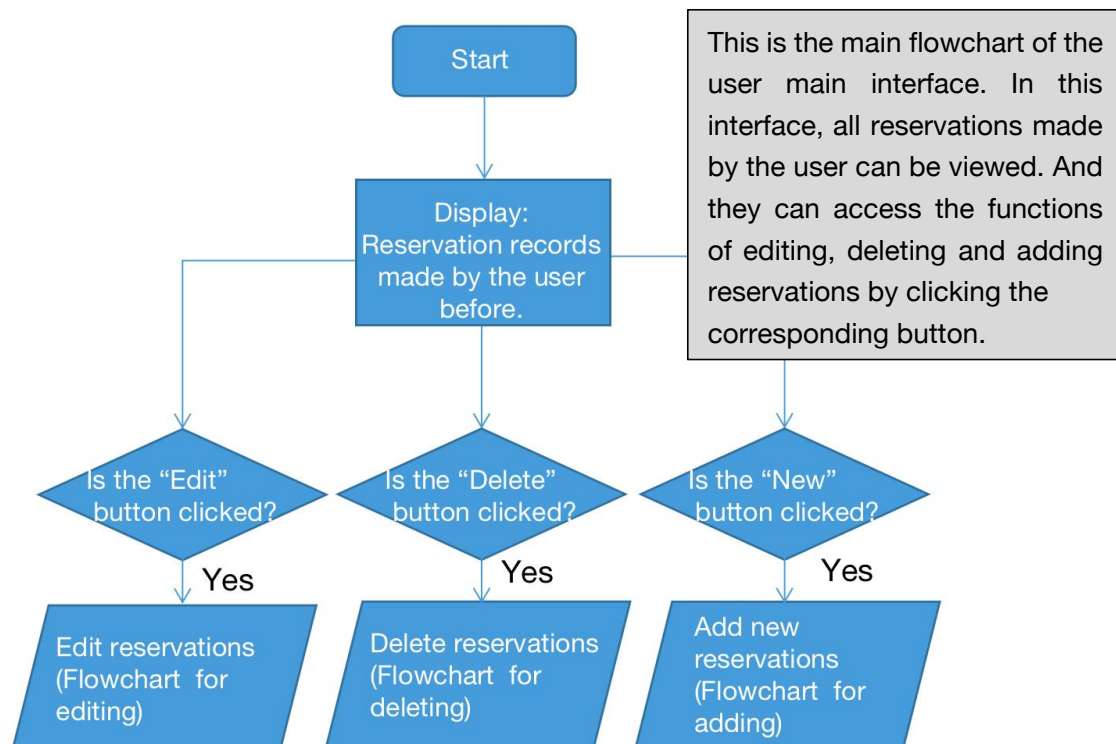 Start
This is the main flowchart of the
user main interface. In this
interface, all reservations made
by the user can be viewed. And
they can access the functions
of editing, deleting and adding
reservations by clicking the
corresponding button.
Display:
Reservation records
made by the user
before.
Is the “Edit”
button clicked?
Is the “Delete”
button clicked?
Is the “New”
button clicked?
Yes
Yes
Yes
Edit reservations
(Flowchart for
editing)
Delete reservations
(Flowchart for
deleting)
Add new
reservations
(Flowchart for
adding)